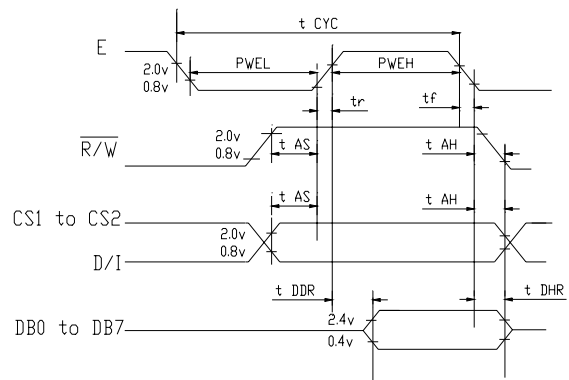 t CYC
E
PWEL
PWEH
2.0v
0.8v
tr
tf
R/W
2.0v
0.8v
t AS
t AH
t AS
t AH
CS1 to CS2
2.0v
0.8v
D/I
t DDR
t DHR
DB0 to DB7
2.4v
0.4v